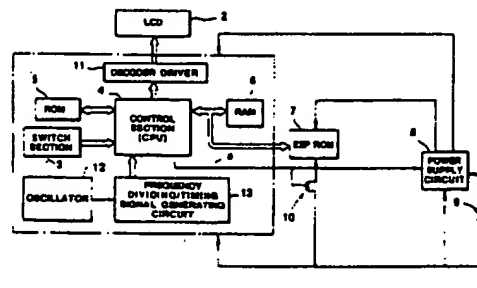 LCD
2
11
DECODER DRIVER
5
4
6
ROM
CONTROL
SECTION
(CPU)
RAM
7
SWITCH
SECTION
3
EEP ROM
8
POWER
SUPPLY
CIRCUIT
12
OSCILLATOR
FREQUENCY
DIVIDING/TIMING
SIGNAL GENERATING
CIRCUIT
13
10
9